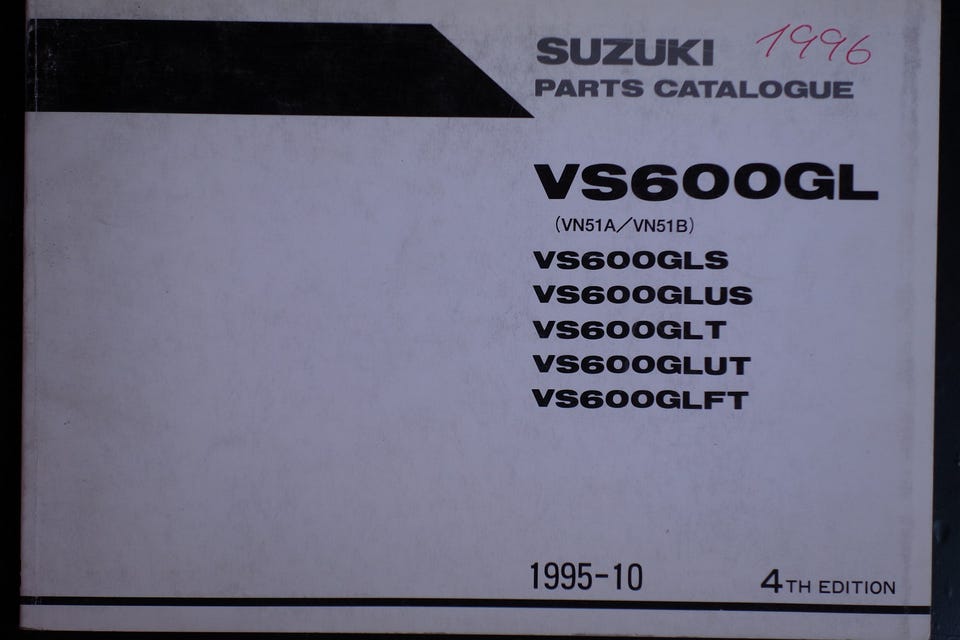 SUZUKI 1996
PARTS CATALOGUE
VS600GL
(VN51A/VN51B)
VS600GLS
VS600GLUS
VS600GLT
VS600GLUT
VS600GLFT
1995-10 4TH EDITION